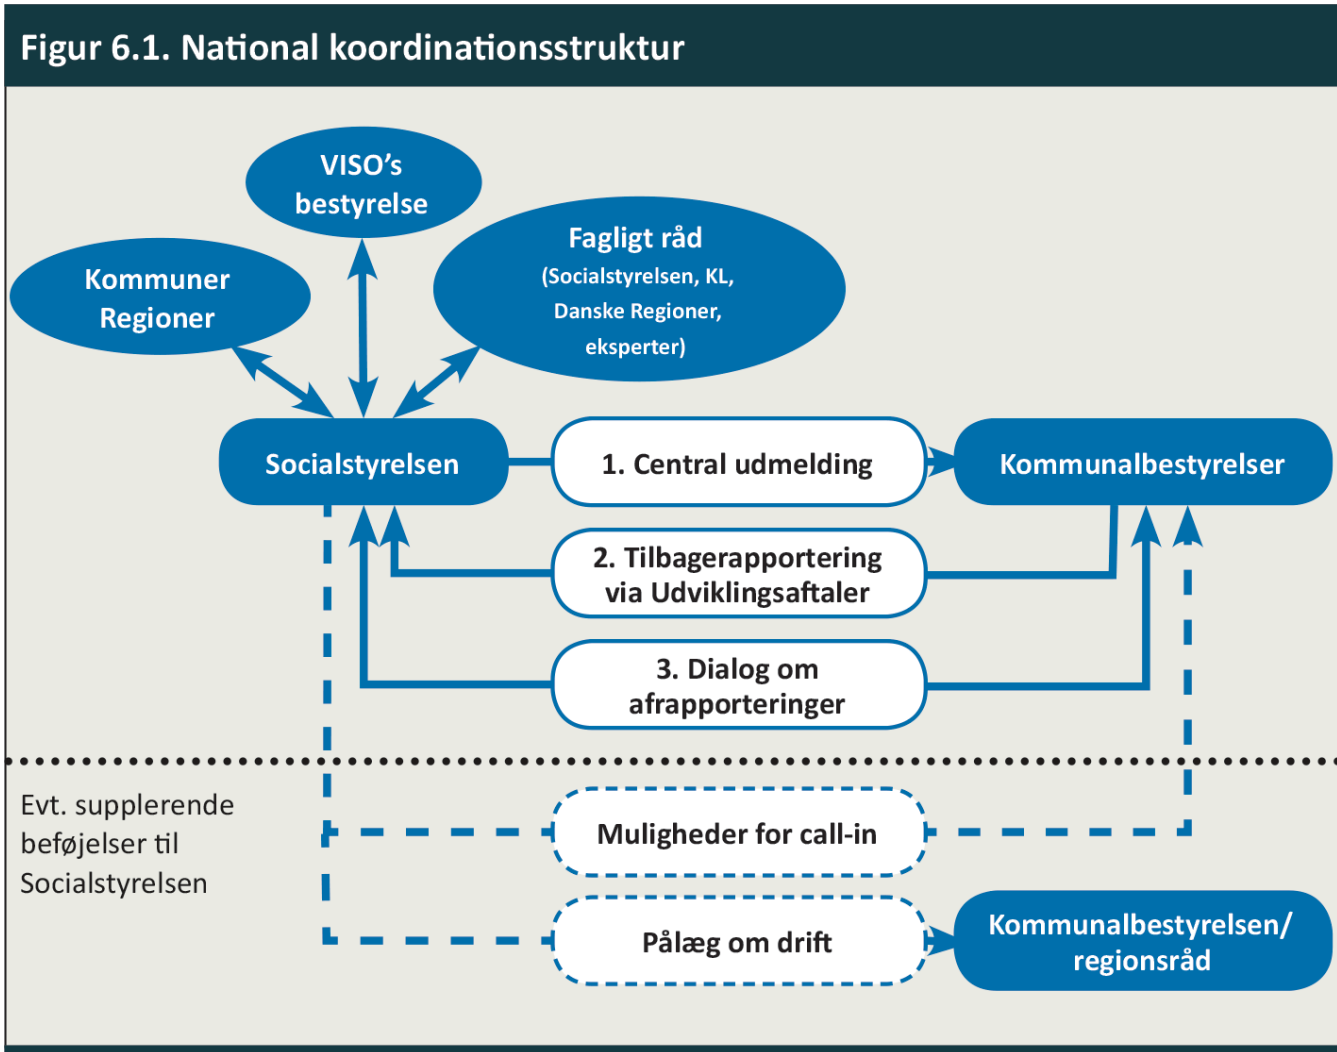 Figur 6.1. National koordinationsstruktur
VISO's
bestyrelse
Kommuner
Regioner
Fagligt råd
(Socialstyrelsen, KL,
Danske Regioner,
eksperter)
Socialstyrelsen
1. Central udmelding
Kommunalbestyrelser
2. Tilbagerapportering
via Udviklingsaftaler
3. Dialog om
afrapporteringer
Evt. supplerende
beføjelser til
Socialstyrelsen
Muligheder for call-in
Pålæg om drift
Kommunalbestyrelsen/
regionsråd